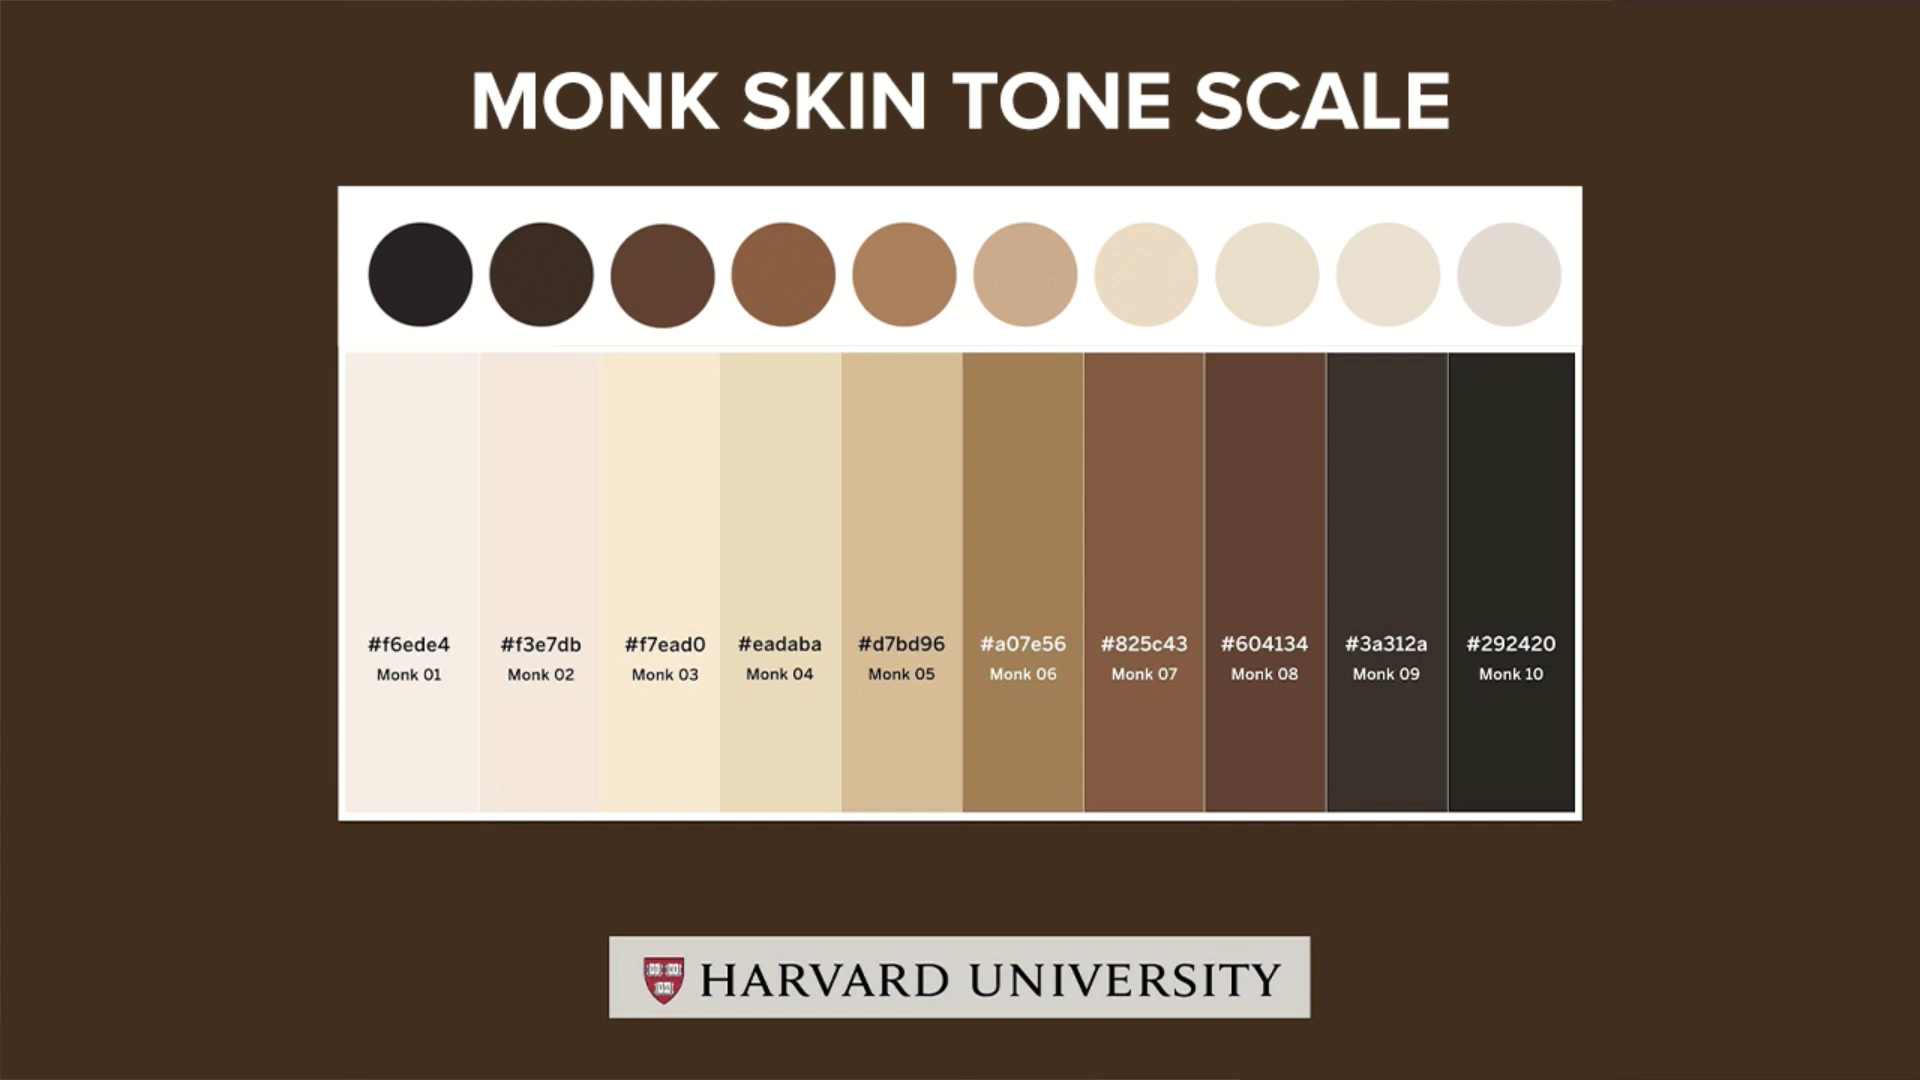 MONK SKIN TONE SCALE
#f6ede4 #f3e7db #f7ead0 #eadaba #d7bd96 #a07e56 #825c43 #604134 #3a312a #292420
Monk 01 Monk 02 Monk 03 Monk 04 Monk 05 Monk 06 Monk 07 Monk 08 Monk 09 Monk 10
HARVARD UNIVERSITY